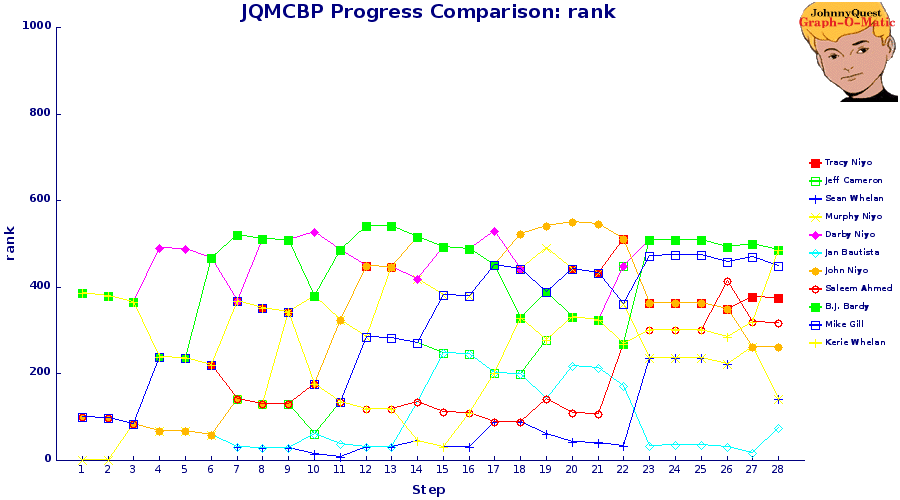 JQMCBP Progress Comparison: rank
JohnnyQuest
Graph-O-Matic
1000
800
600
400
200
0
rank
1 2 3 4 5 6 7 8 9 10 11 12 13 14 15 16 17 18 19 20 21 22 23 24 25 26 27 28
Step
Tracy Niyo
Jeff Cameron
Sean Whelan
Murphy Niyo
Darby Niyo
Jan Bautista
John Niyo
Saleem Ahmed
B.J. Bardy
Mike Gill
Kerie Whelan